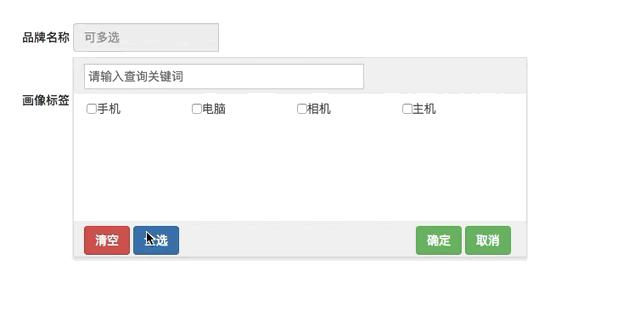 品牌名称 可多选
请输入查询关键词
画像标签
手机 电脑 相机 主机
清空 全选 确定 取消